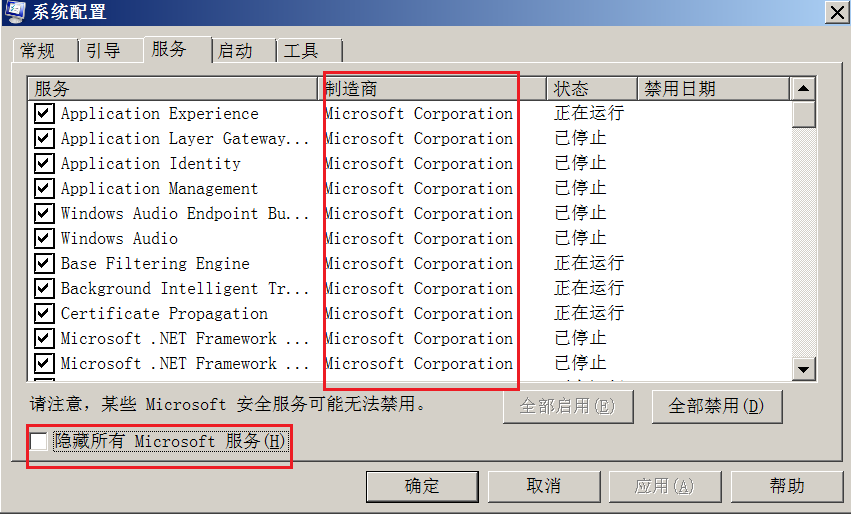 系统配置
常规 引导 服务 启动 工具
服务 制造商 状态 禁用日期
Application Experience Microsoft Corporation 正在运行
Application Layer Gateway... Microsoft Corporation 已停止
Application Identity Microsoft Corporation 已停止
Application Management Microsoft Corporation 已停止
Windows Audio Endpoint Bu... Microsoft Corporation 已停止
Windows Audio Microsoft Corporation 已停止
Base Filtering Engine Microsoft Corporation 正在运行
Background Intelligent Tr... Microsoft Corporation 正在运行
Certificate Propagation Microsoft Corporation 正在运行
Microsoft .NET Framework ... Microsoft Corporation 已停止
Microsoft .NET Framework ... Microsoft Corporation 已停止
请注意，某些 Microsoft 安全服务可能无法禁用。
全部启用(E) 全部禁用(D)
隐藏所有 Microsoft 服务(H)
确定 取消 应用(A) 帮助